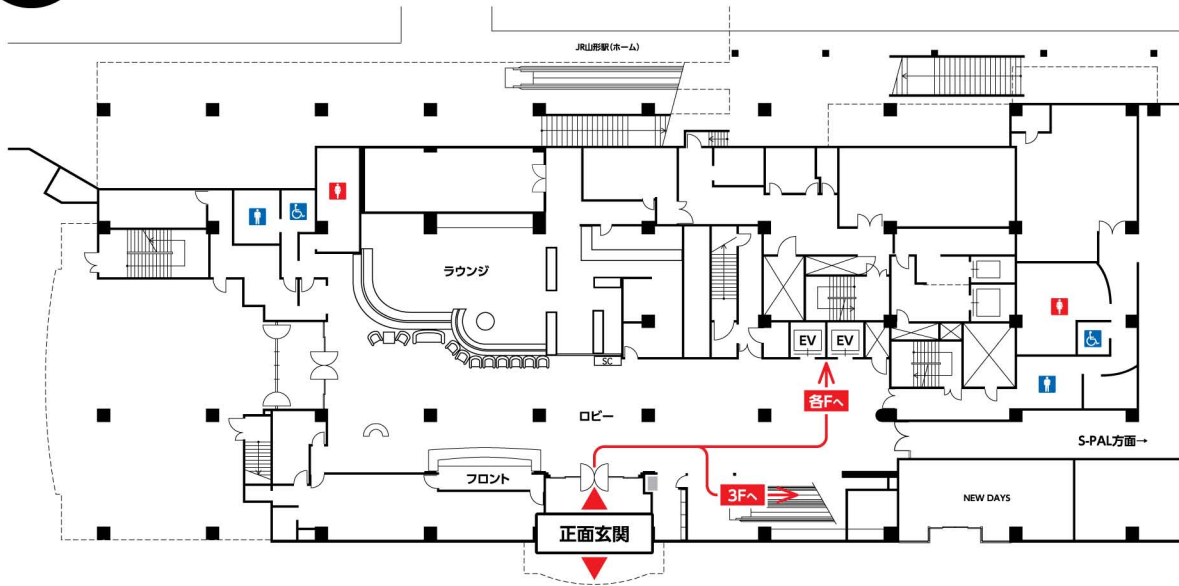 JR山形駅(ホーム)
ラウンジ
EV
EV
SC
各Fへ
ロビー
S-PAL方面→
フロント
3Fへ
NEW DAYS
正面玄関